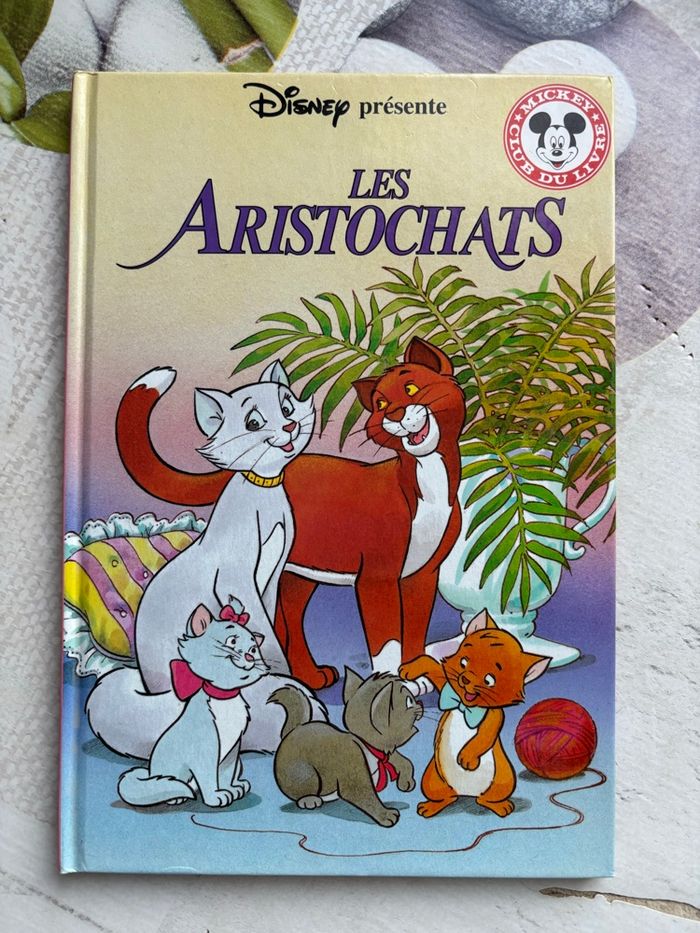 Disney présente
MICKEY
CLUB DU LIVRE
LES
ARISTOCHATS